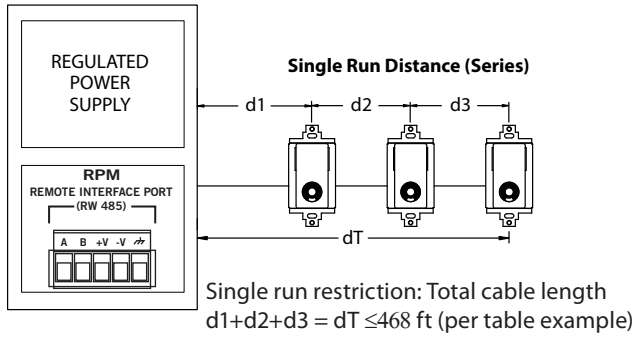 REGULATED
POWER
SUPPLY
Single Run Distance (Series)
d1 d2 d3
RPM
REMOTE INTERFACE PORT
(RW 485)
A B +V -V
dT
Single run restriction: Total cable length
d1+d2+d3 = dT ≤468 ft (per table example)